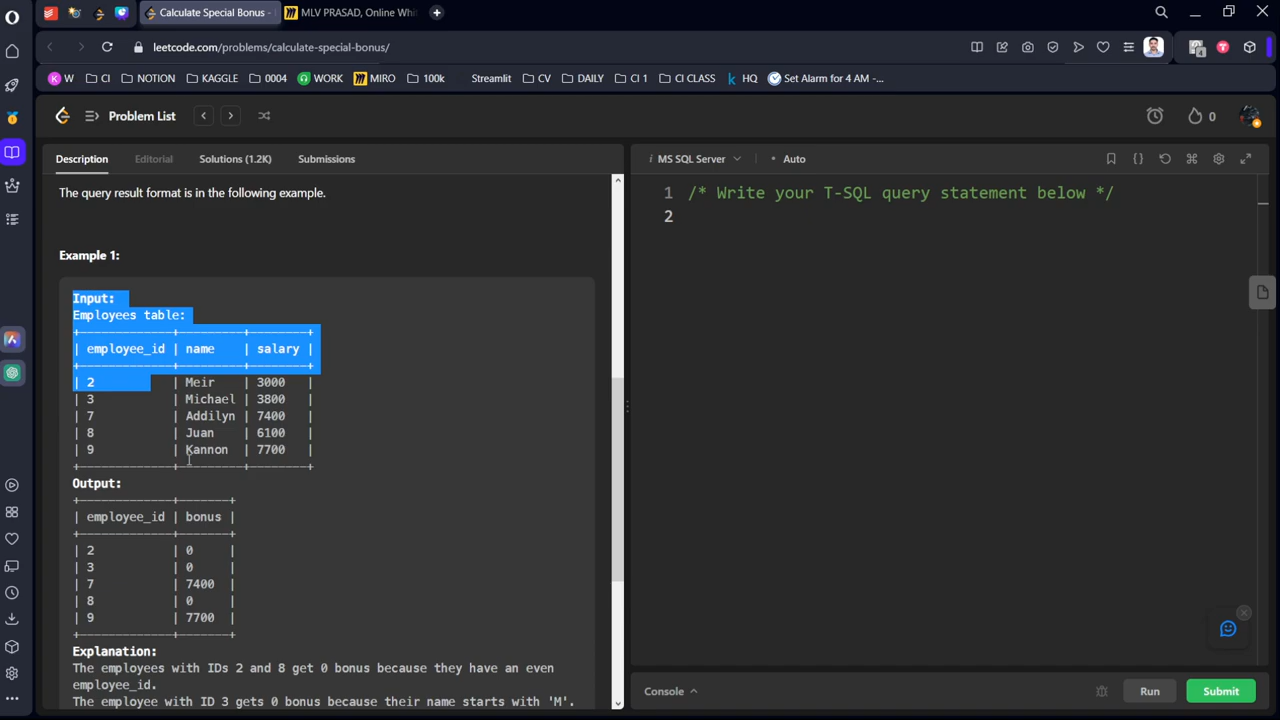 Calculate Special Bonus -
MLV PRASAD, Online Whit
leetcode.com/problems/calculate-special-bonus/
4
K W CI NOTION KAGGLE 0004 WORK MIRO 100k Streamlit CV DAILY CI 1 CI CLASS HQ Set Alarm for 4 AM -...
Problem List
0
Description Editorial Solutions (1.2K) Submissions
i MS SQL Server • Auto
The query result format is in the following example.
Example 1:
Input:
Employees table:
+-------------+---------+--------+
| employee_id | name    | salary |
+-------------+---------+--------+
| 2           | Meir    | 3000   |
| 3           | Michael | 3800   |
| 7           | Addilyn | 7400   |
| 8           | Juan    | 6100   |
| 9           | Kannon  | 7700   |
+-------------+---------+--------+
Output:
+-------------+-------+
| employee_id | bonus |
+-------------+-------+
| 2           | 0     |
| 3           | 0     |
| 7           | 7400  |
| 8           | 0     |
| 9           | 7700  |
+-------------+-------+
Explanation:
The employees with IDs 2 and 8 get 0 bonus because they have an even
employee_id.
The employee with ID 3 gets 0 bonus because their name starts with 'M'.
1 /* Write your T-SQL query statement below */
2
Console
Run
Submit